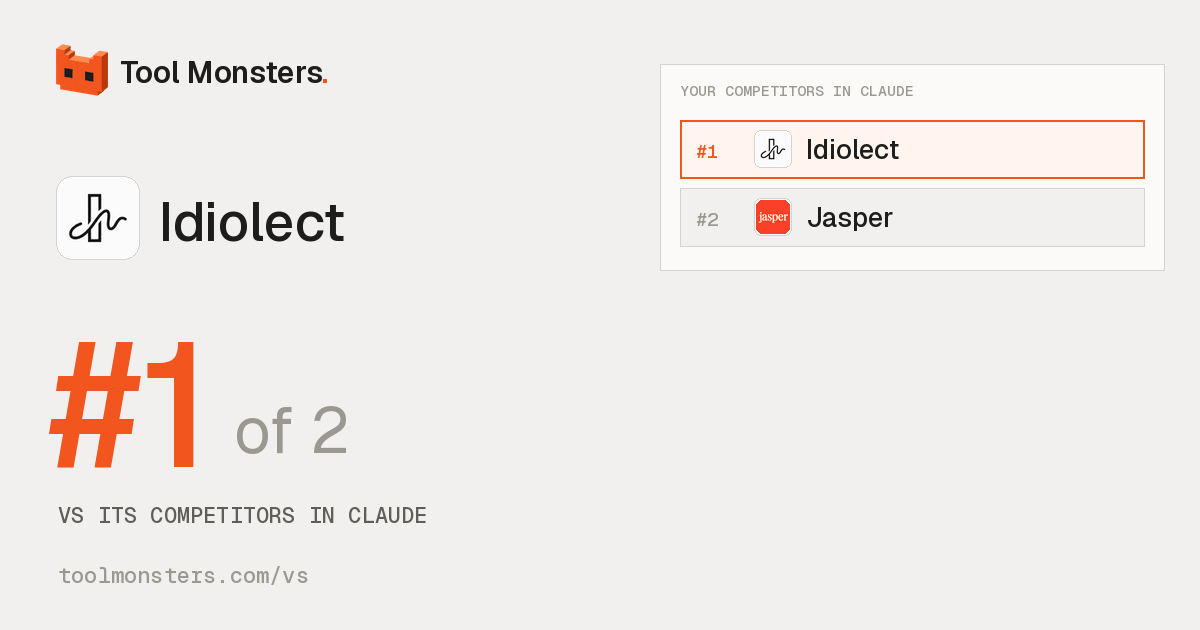 Tool Monsters.
Idiolect
#1 of 2
VS ITS COMPETITORS IN CLAUDE
toolmonsters.com/vs
YOUR COMPETITORS IN CLAUDE
#1 Idiolect
#2 jasper Jasper